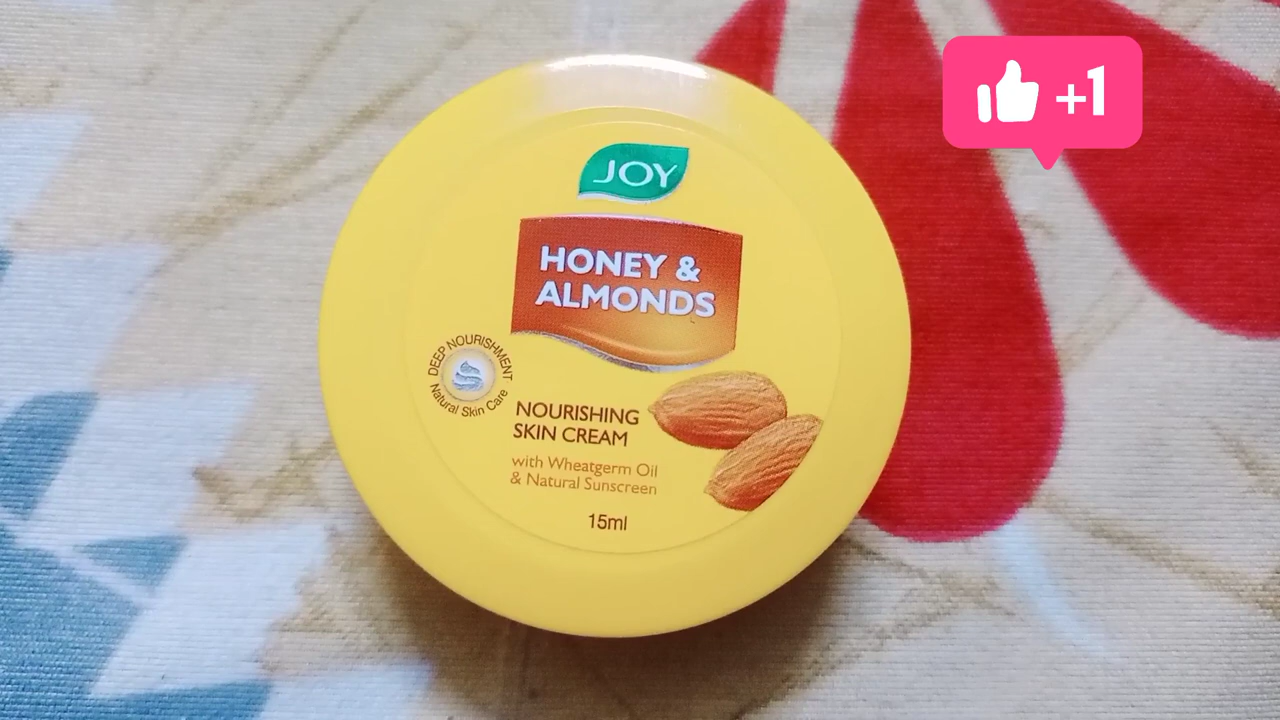 +1
JOY
HONEY &
ALMONDS
DEEP NOURISHMENT
Natural Skin Care
NOURISHING
SKIN CREAM
with Wheatgerm Oil
& Natural Sunscreen
15ml